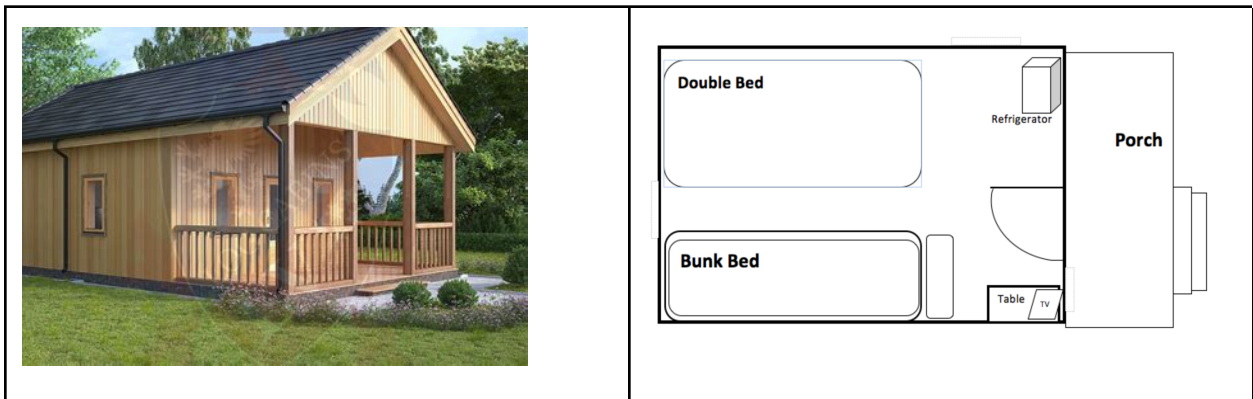 Double Bed
Refrigerator
Porch
Bunk Bed
Table
TV